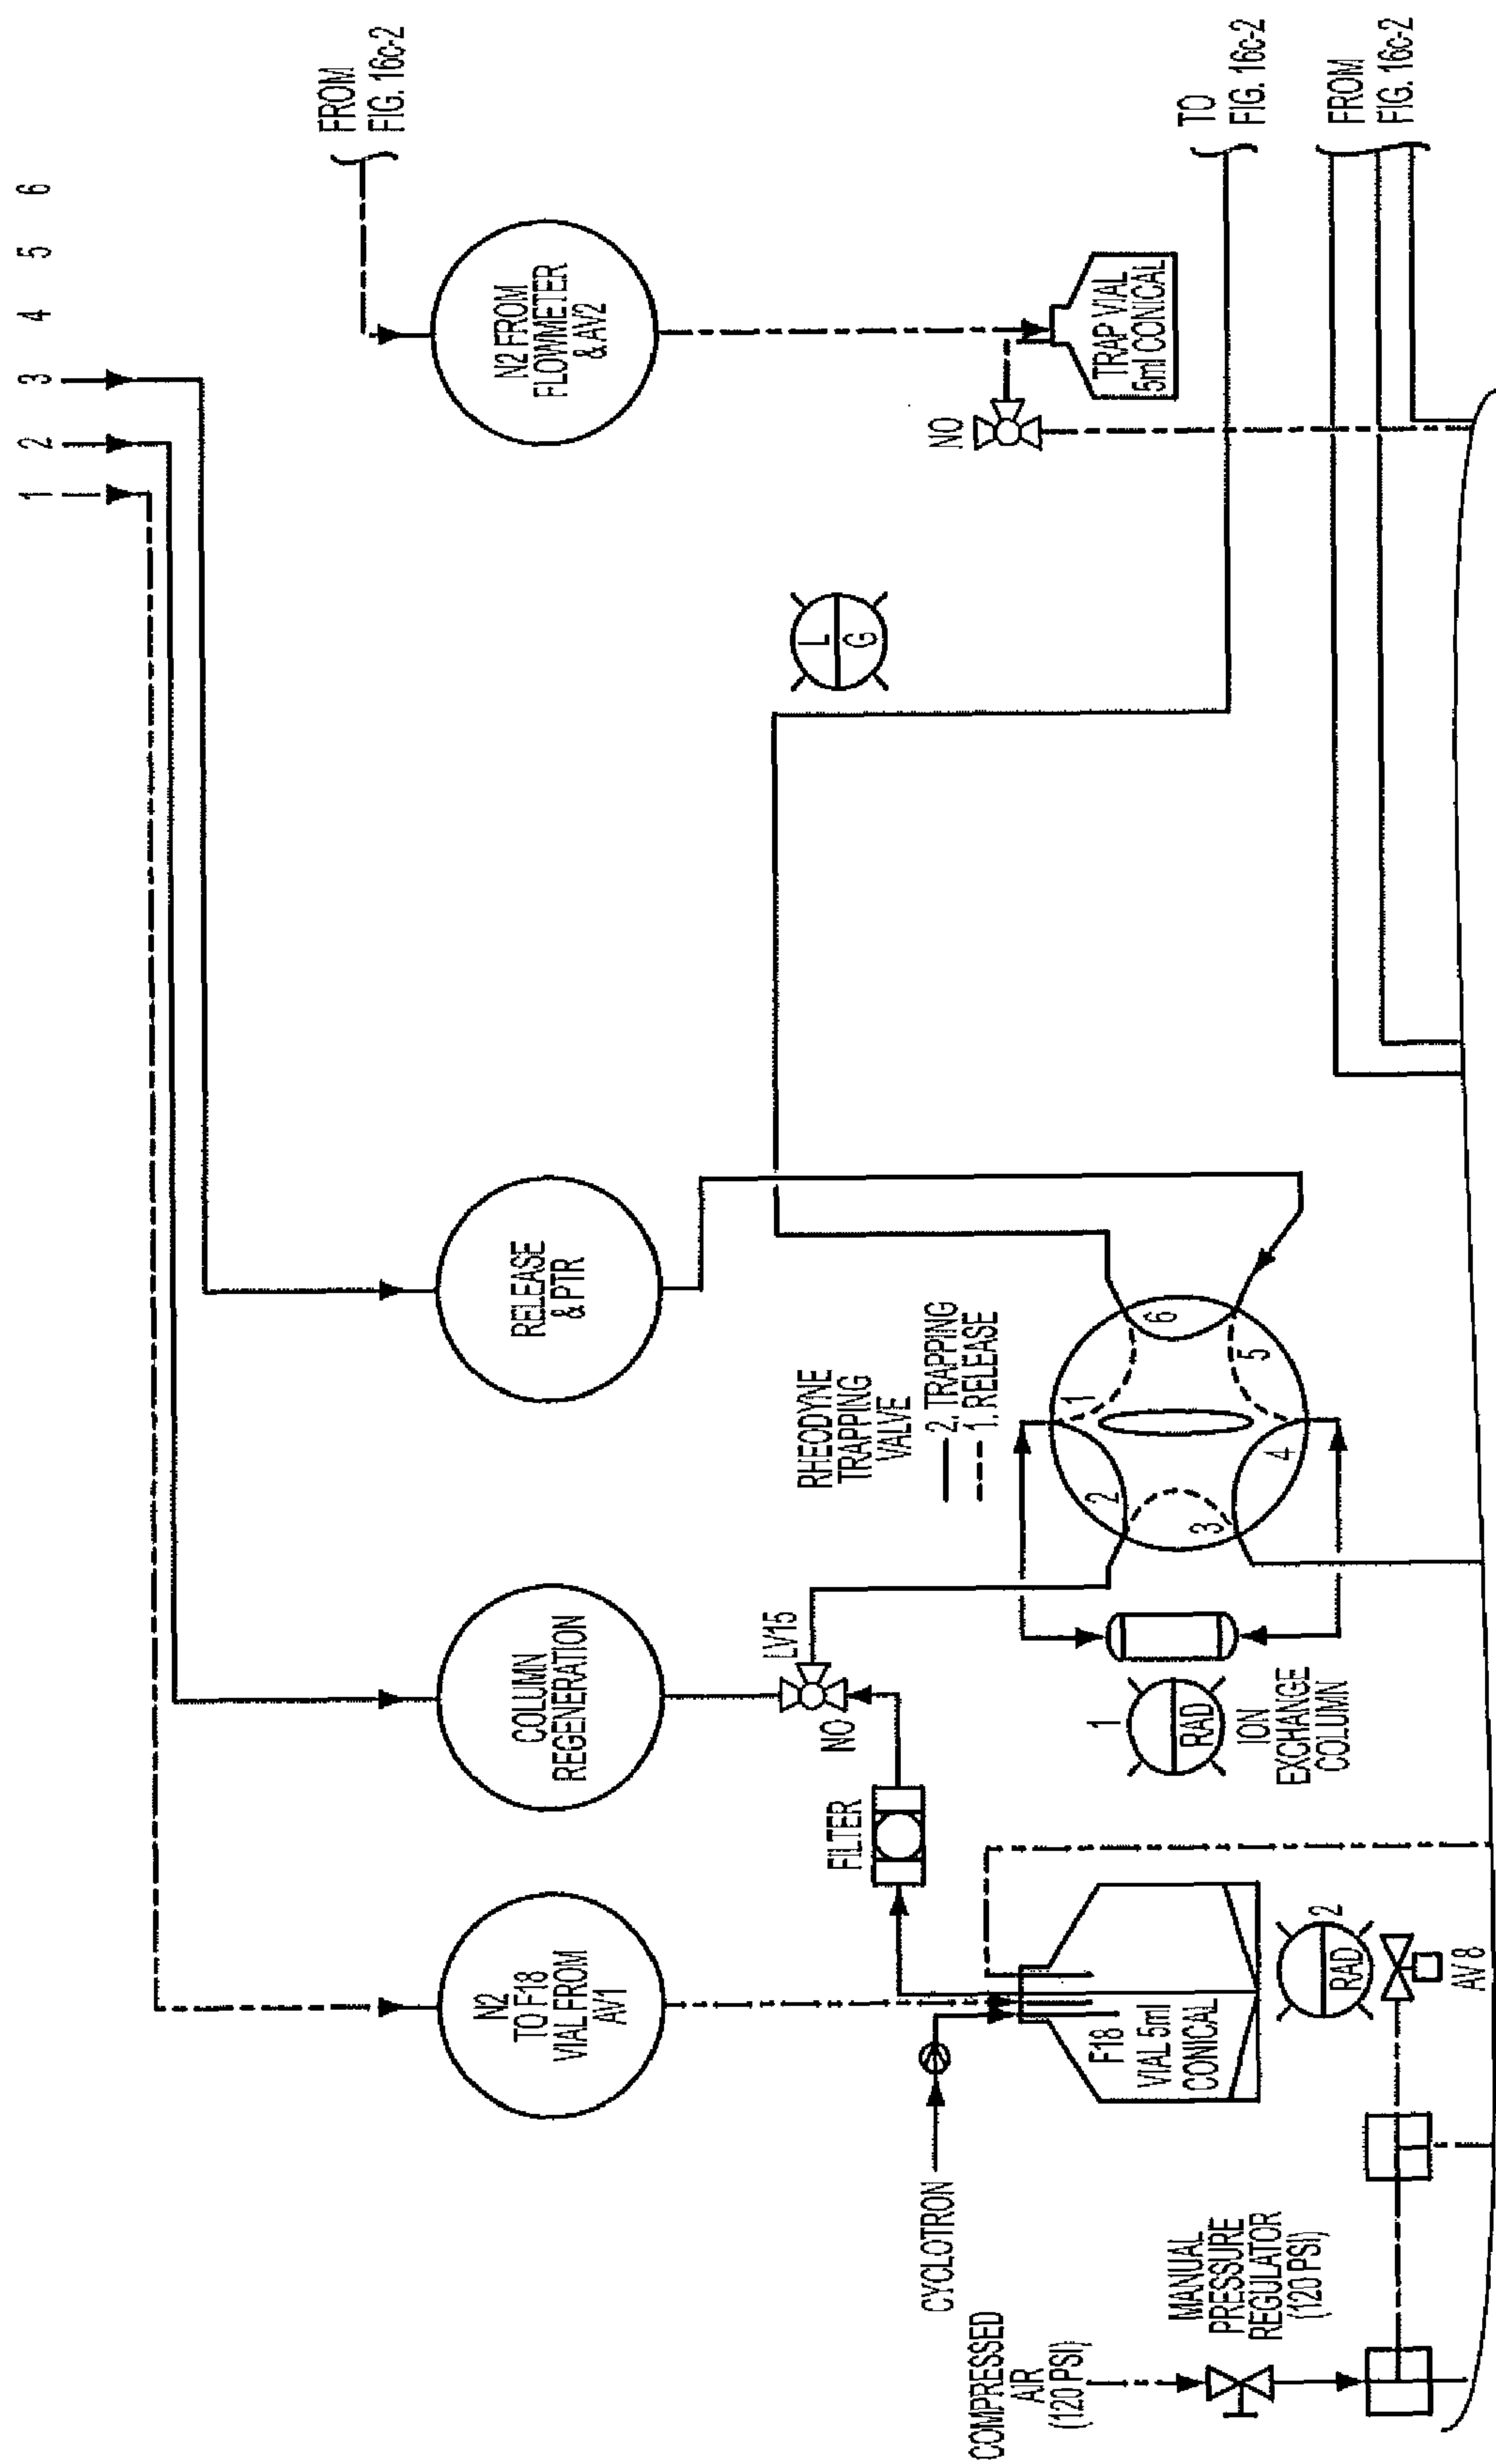 1
2
3
4
5
6
FROM
FIG. 16c-2
N2
TO F18
VIAL FROM
AV1
COLUMN
REGENERATION
RELEASE
& PTR
N2 FROM
FLOWMETER
& AV2
CYCLOTRON
FILTER
NO
LV15
RHEODYNE
TRAPPING
VALVE
2. TRAPPING
1. RELEASE
L
G
NO
TRAP VIAL
5ml CONICAL
TO
FIG. 16c-2
COMPRESSED
AIR
(120 PSI)
MANUAL
PRESSURE
REGULATOR
(120 PSI)
F18
VIAL 5ml
CONICAL
1
RAD
ION
EXCHANGE
COLUMN
1
2
3
4
5
6
RAD
2
AV 8
FROM
FIG. 16c-2